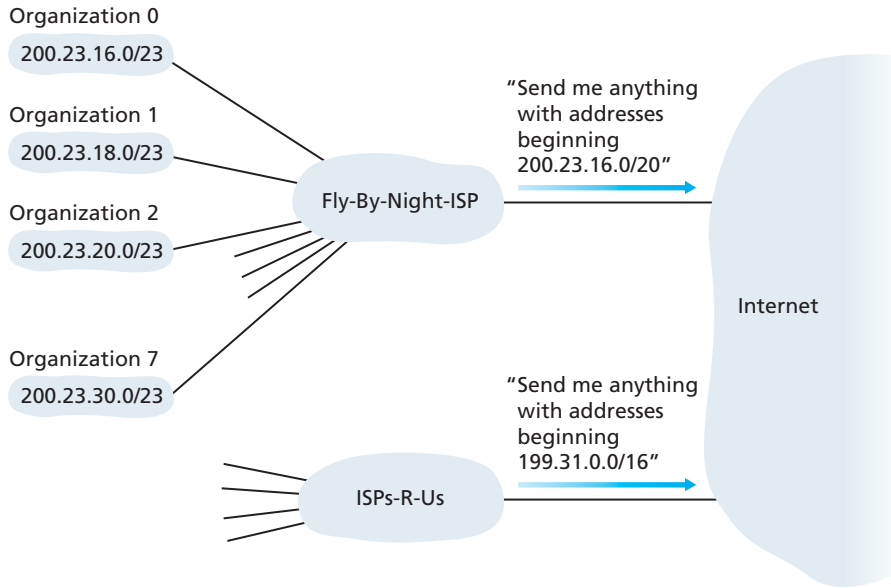 Organization 0
200.23.16.0/23
Organization 1
200.23.18.0/23
Organization 2
200.23.20.0/23
Organization 7
200.23.30.0/23
Fly-By-Night-ISP
“Send me anything
with addresses
beginning
200.23.16.0/20”
Internet
ISPs-R-Us
“Send me anything
with addresses
beginning
199.31.0.0/16”